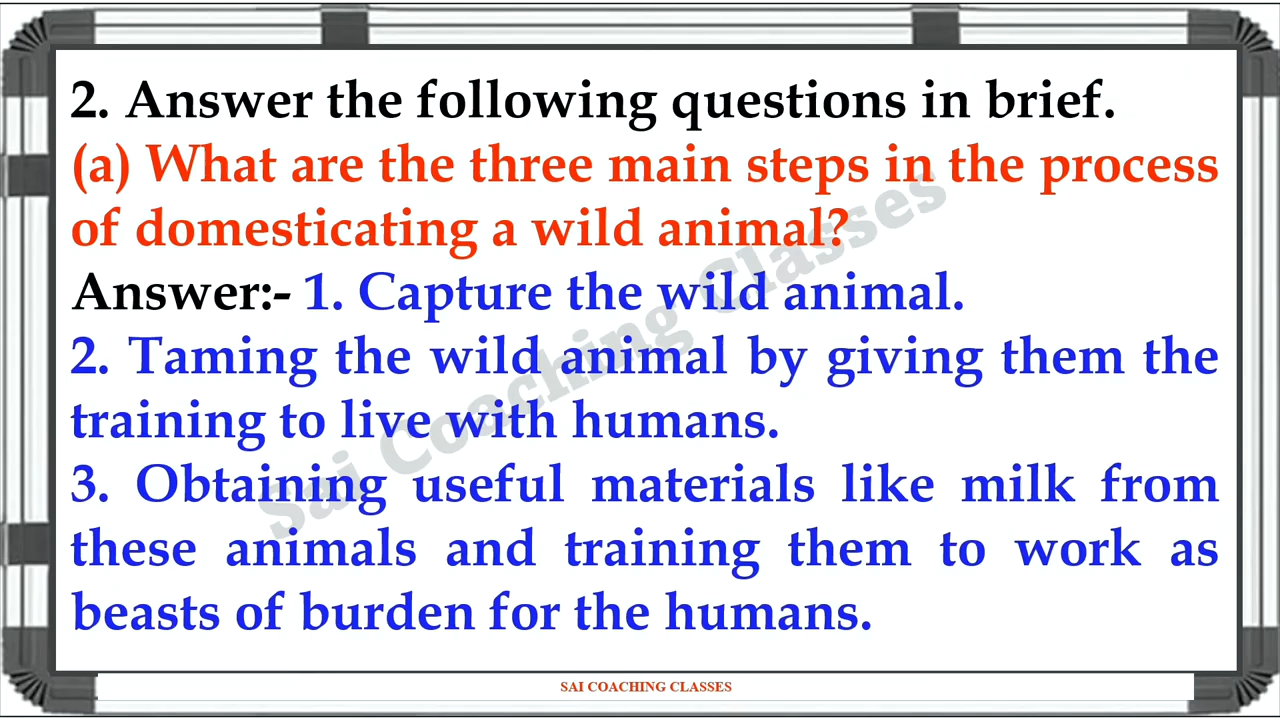 2. Answer the following questions in brief.
(a) What are the three main steps in the process
of domesticating a wild animal?
Answer:- 1. Capture the wild animal.
2. Taming the wild animal by giving them the
training to live with humans.
3. Obtaining useful materials like milk from
these animals and training them to work as
beasts of burden for the humans.
Sai Coaching Classes
SAI COACHING CLASSES